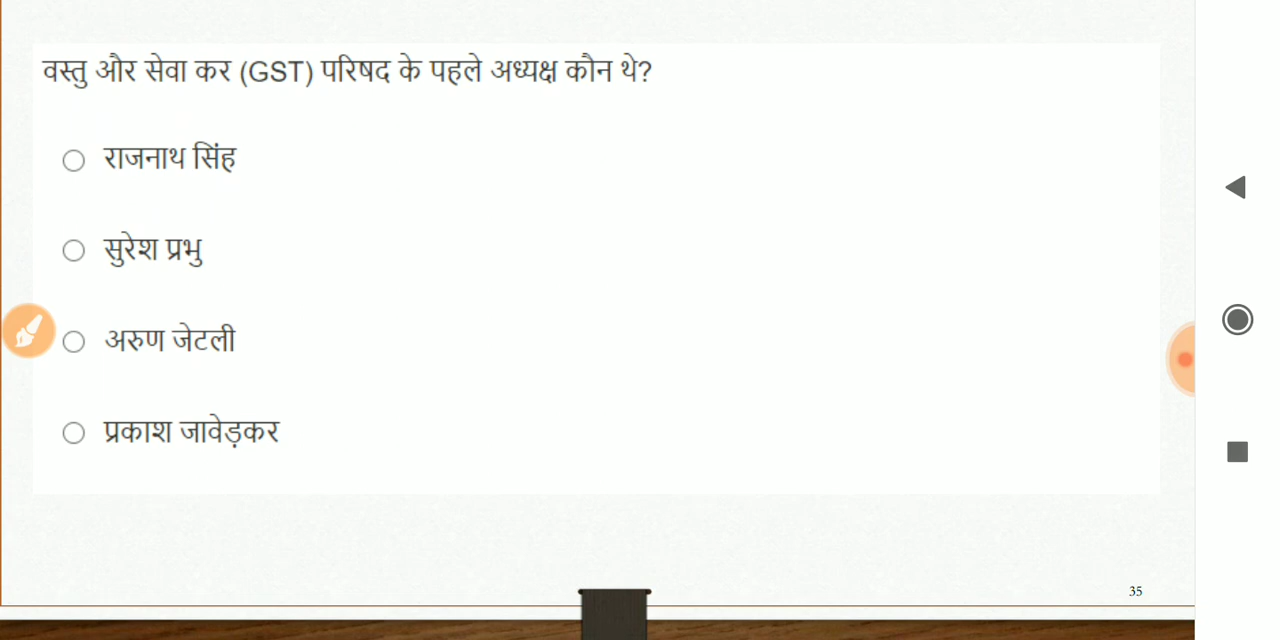 वस्तु और सेवा कर (GST) परिषद के पहले अध्यक्ष कौन थे?
राजनाथ सिंह
सुरेश प्रभु
अरुण जेटली
प्रकाश जावेड़कर
35